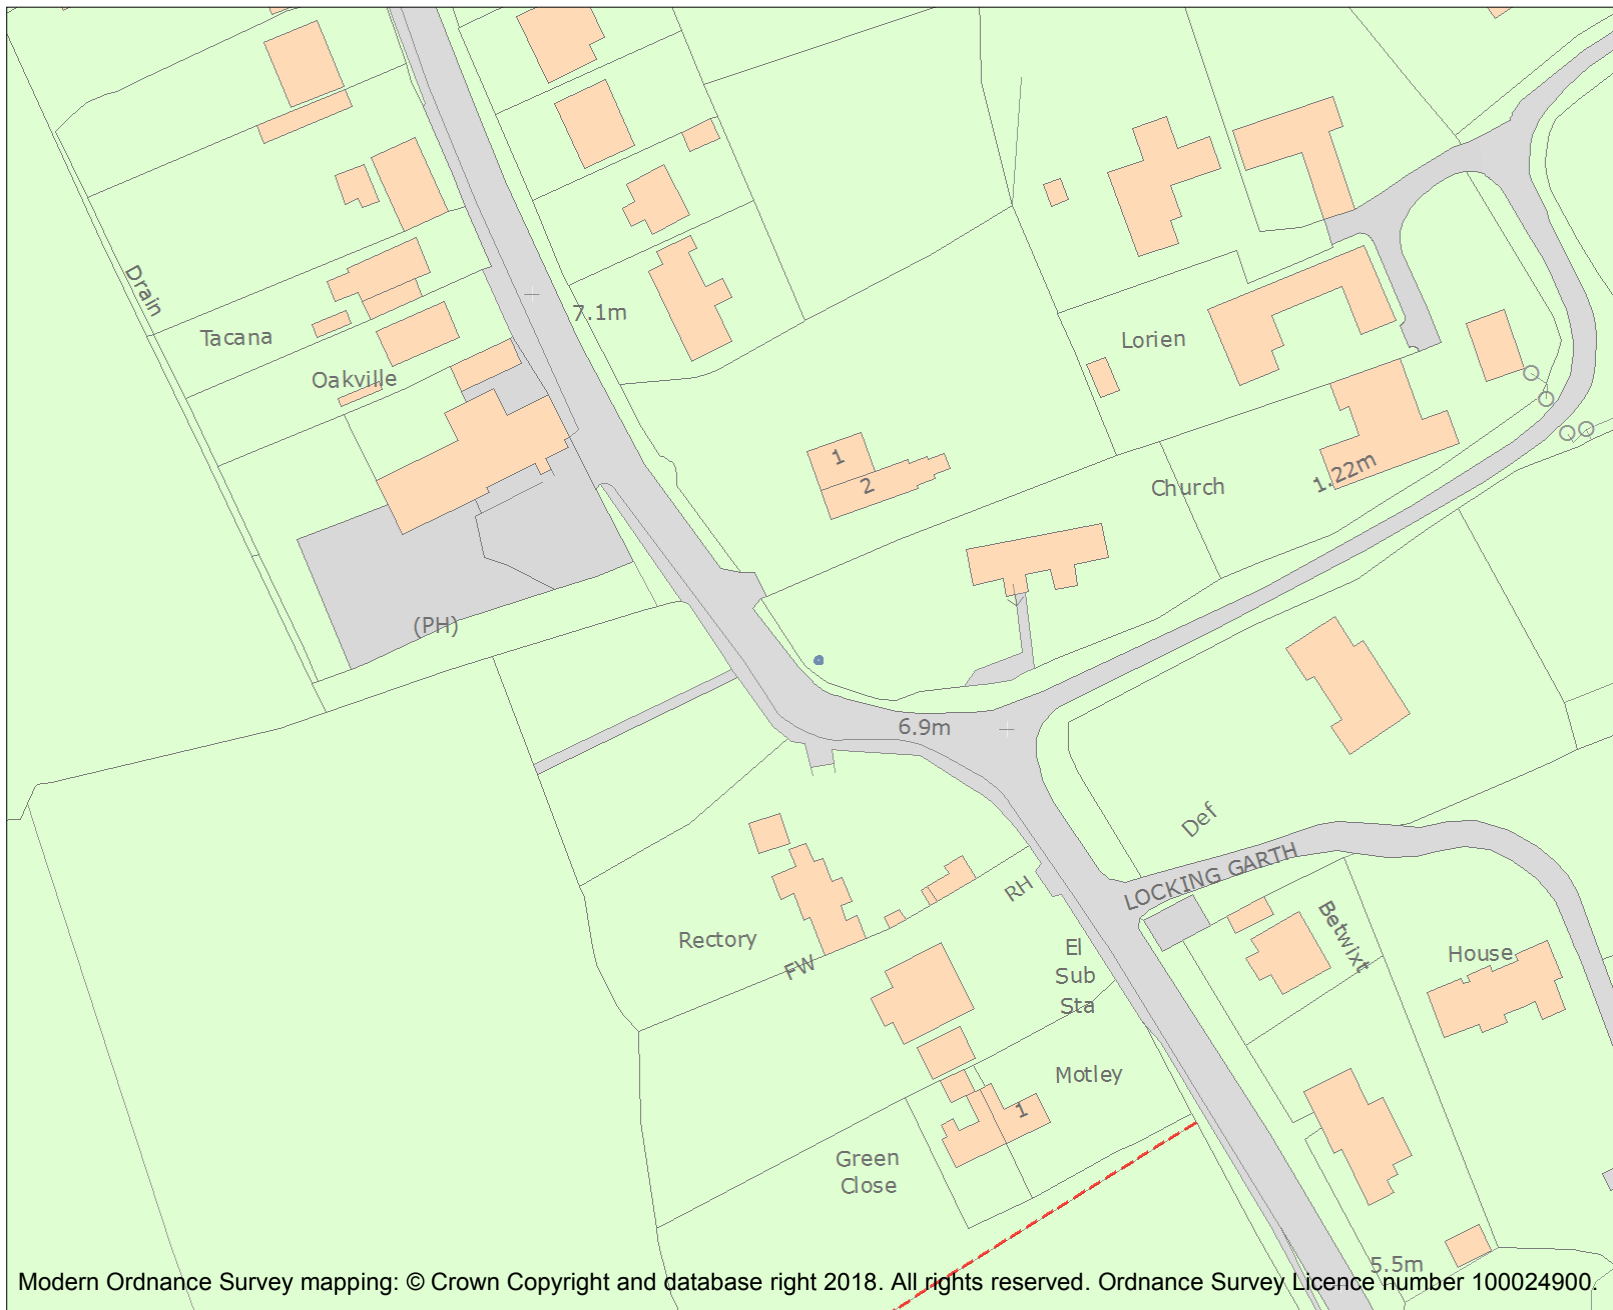 Drain
7.1m
Tacana
Lorien
Oakville
1
2
1.22m
Church
(PH)
6.9m
Def
LOCKING GARTH
RH
Betwixt
Rectory
FW
El
Sub
Sta
House
Motley
1
Green
Close
5.5m
Modern Ordnance Survey mapping: © Crown Copyright and database right 2018. All rights reserved. Ordnance Survey Licence number 100024900.